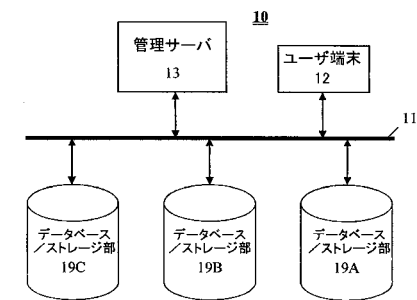 10
管理サーバ
13
ユーザ端末
12
11
データベース
／ストレージ部
19C
データベース
／ストレージ部
19B
データベース
／ストレージ部
19A